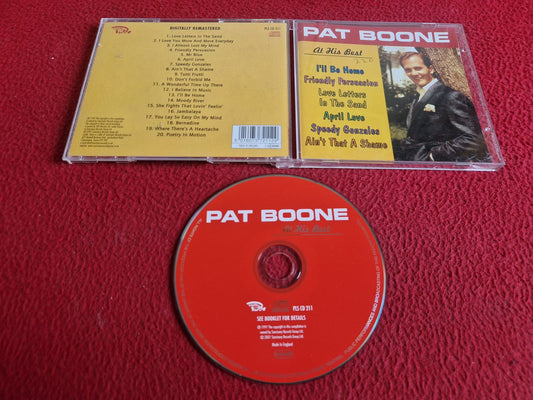 DIGITALLY REMASTERED
PLS CD 211
1. Love Letters In The Sand
2. I Love You More And More Everyday
3. I Almost Lost My Mind
4. Friendly Persuasion
5. Mr Blue
6. April Love
7. Speedy Gonzales
8. Ain't That A Shame
9. Tutti Frutti
10. Don't Forbid Me
11. A Wonderful Time Up There
12. I Believe In Music
13. I'll Be Home
14. Moody River
15. She Fights That Lovin' Feelin'
16. Jambalaya
17. You Lay So Easy On My Mind
18. Bernadine
19. Where There's A Heartache
20. Poetry In Motion
PAT BOONE
At His Best
I'll Be Home
Friendly Persuasion
Love Letters
In The Sand
April Love
Speedy Gonzales
Ain't That A Shame
PAT BOONE
At His Best
PLS CD 211
SEE BOOKLET FOR DETAILS
Made in England